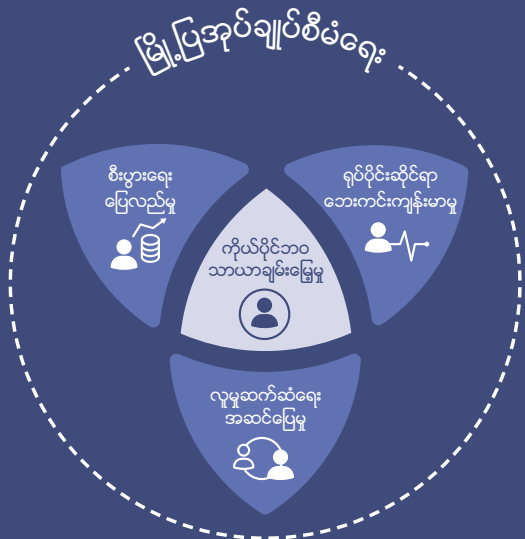 မြို့ပြအုပ်ချုပ်စီမံရေး
စီးပွားရေး
ပြေလည်မှု
ရုပ်ပိုင်းဆိုင်ရာ
ဘေးကင်းကျန်းမာမှု
ကိုယ်ပိုင်ဘဝ
သာယာချမ်းမြေ့မှု
လူမှုဆက်ဆံရေး
အဆင်ပြေမှု